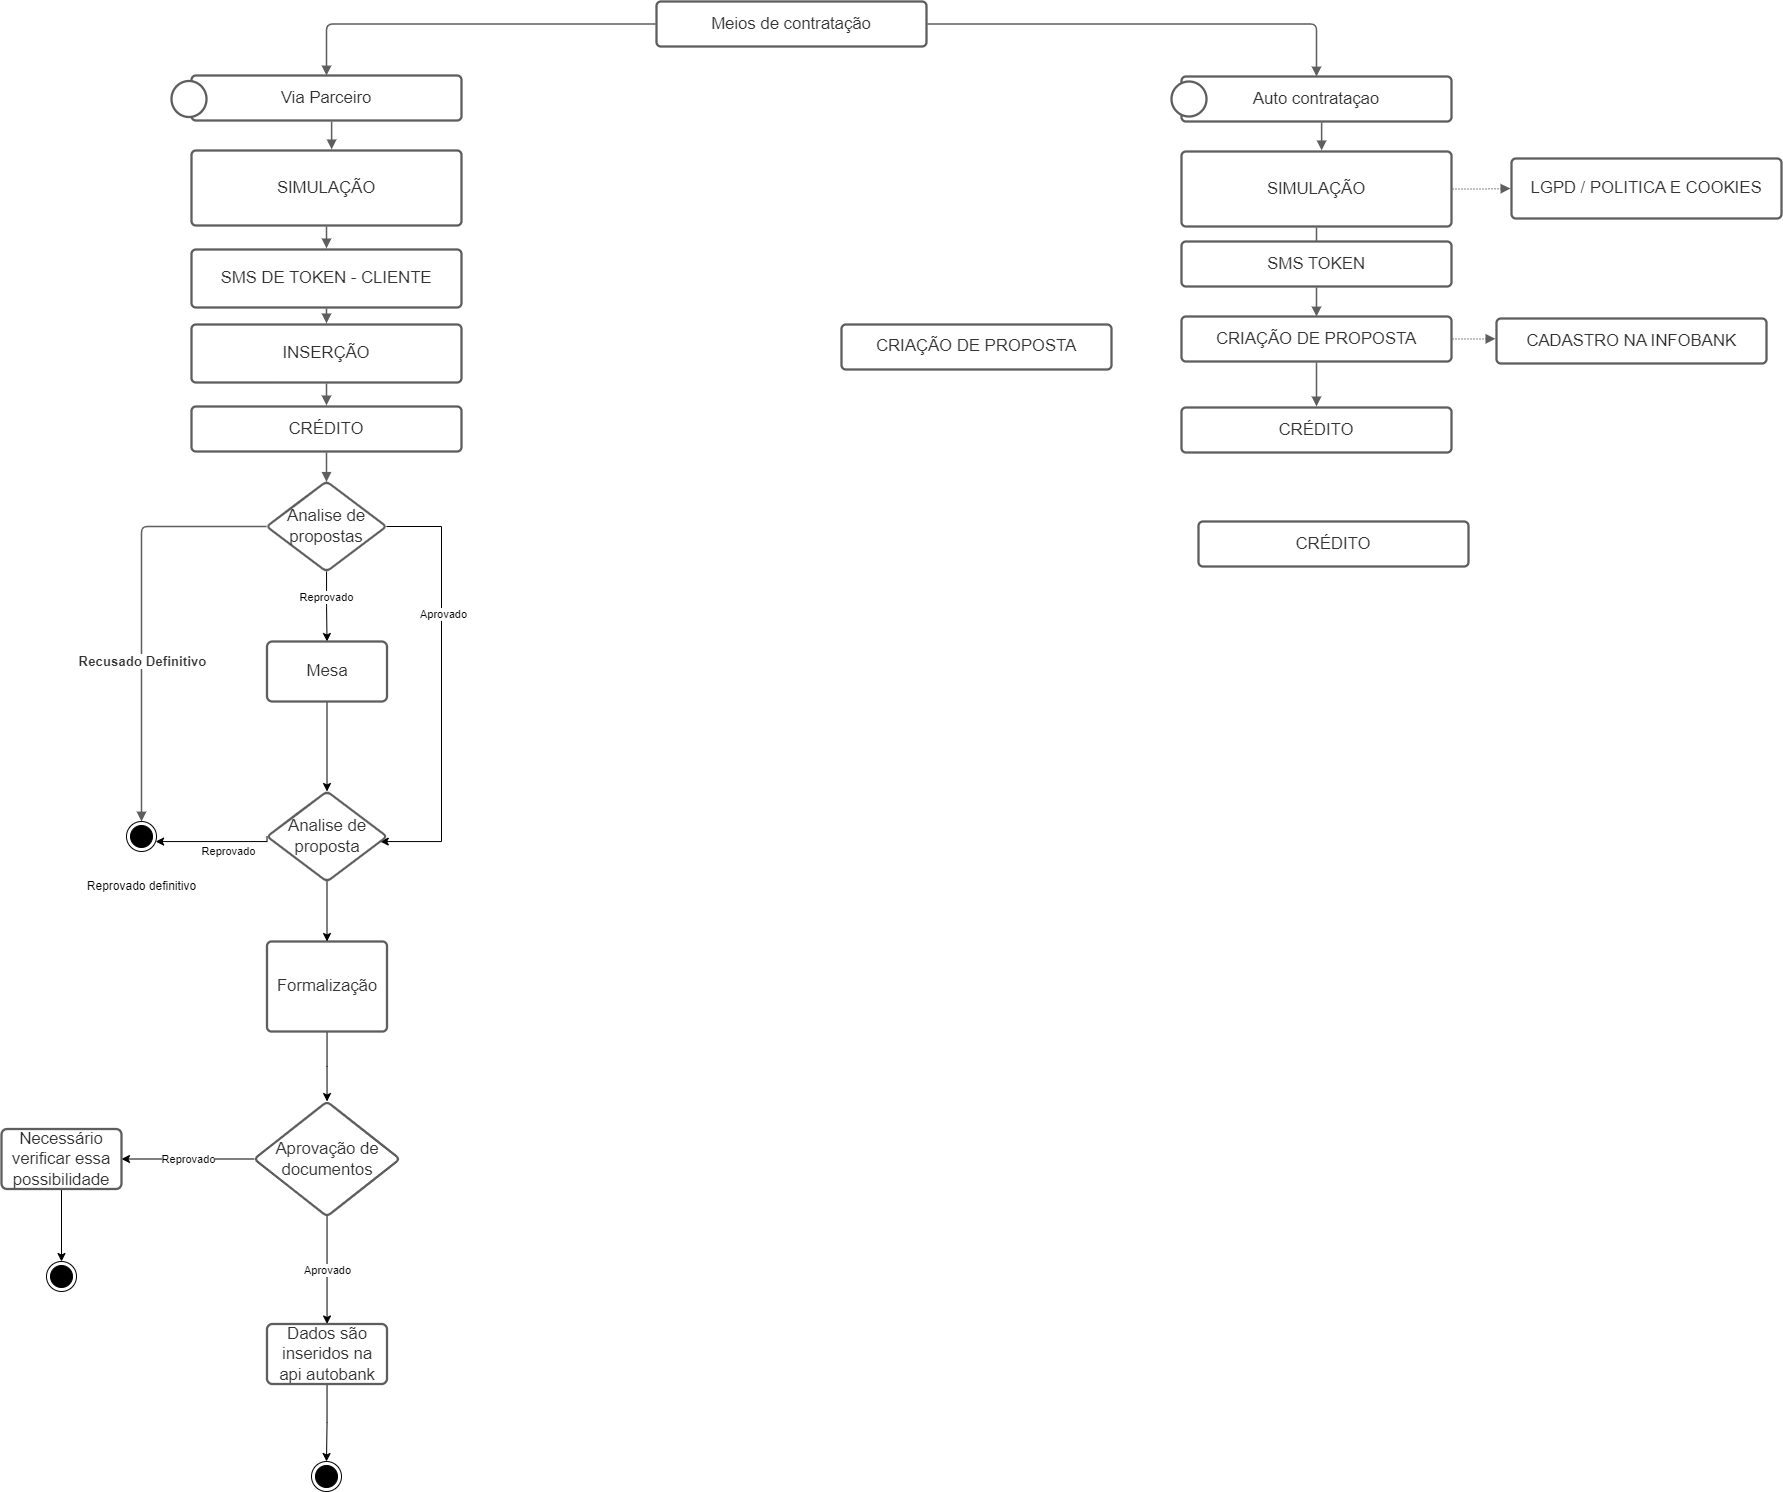 Meios de contratação
Via Parceiro
Auto contrataçao
SIMULAÇÃO
SIMULAÇÃO
LGPD / POLITICA E COOKIES
SMS DE TOKEN - CLIENTE
SMS TOKEN
INSERÇÃO
CRIAÇÃO DE PROPOSTA
CRIAÇÃO DE PROPOSTA
CADASTRO NA INFOBANK
CRÉDITO
CRÉDITO
Analise de
propostas
CRÉDITO
Reprovado
Aprovado
Recusado Definitivo
Mesa
Analise de
proposta
Reprovado
Reprovado definitivo
Formalização
Necessário
verificar essa
possibilidade
Reprovado
Aprovação de
documentos
Aprovado
Dados são
inseridos na
api autobank